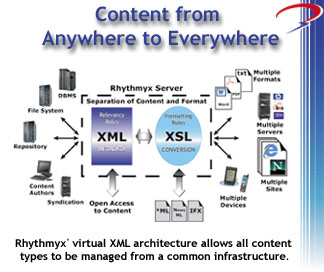 Content from
Anywhere to Everywhere
DBMS
File System
Repository
Content
Authors
Syndication
Rhythmyx Server
Separation of Content and Format
Relevancy
Rules
XML
Formatting
Rules
XSL
CONVERSION
Open Access
to Content
XML
News
ML
IFX
Word
PDF
txt
Multiple
Formats
Multiple
Servers
Multiple
Sites
Multiple
Devices
Rhythmyx* virtual XML architecture allows all content
types to be managed from a common infrastructure.